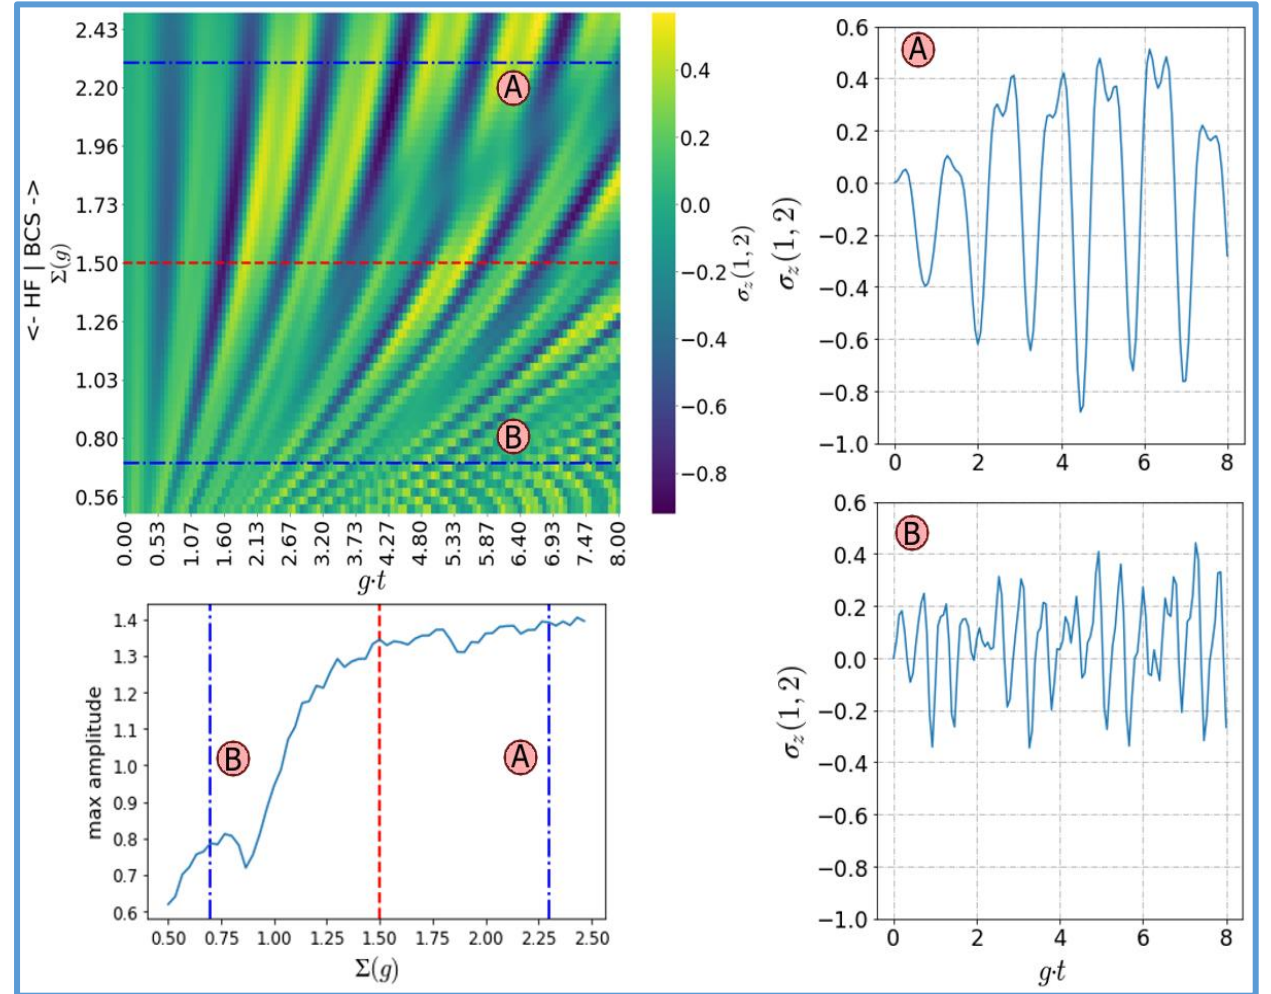 <- HF | BCS ->
Σ(g)
2.43
2.20
1.96
1.73
1.50
1.26
1.03
0.80
0.56
A
B
0.00 0.53 1.07 1.60 2.13 2.67 3.20 3.73 4.27 4.80 5.33 5.87 6.40 6.93 7.47 8.00
g·t
0.4
0.2
0.0
−0.2
−0.4
−0.6
−0.8
σz(1, 2)
A
σz(1, 2)
0.6
0.4
0.2
0.0
−0.2
−0.4
−0.6
−0.8
−1.0
0 2 4 6 8
max amplitude
1.4
1.3
1.2
1.1
1.0
0.9
0.8
0.7
0.6
B
A
0.50 0.75 1.00 1.25 1.50 1.75 2.00 2.25 2.50
Σ(g)
B
σz(1, 2)
0.6
0.4
0.2
0.0
−0.2
−0.4
−0.6
−0.8
−1.0
0 2 4 6 8
g·t